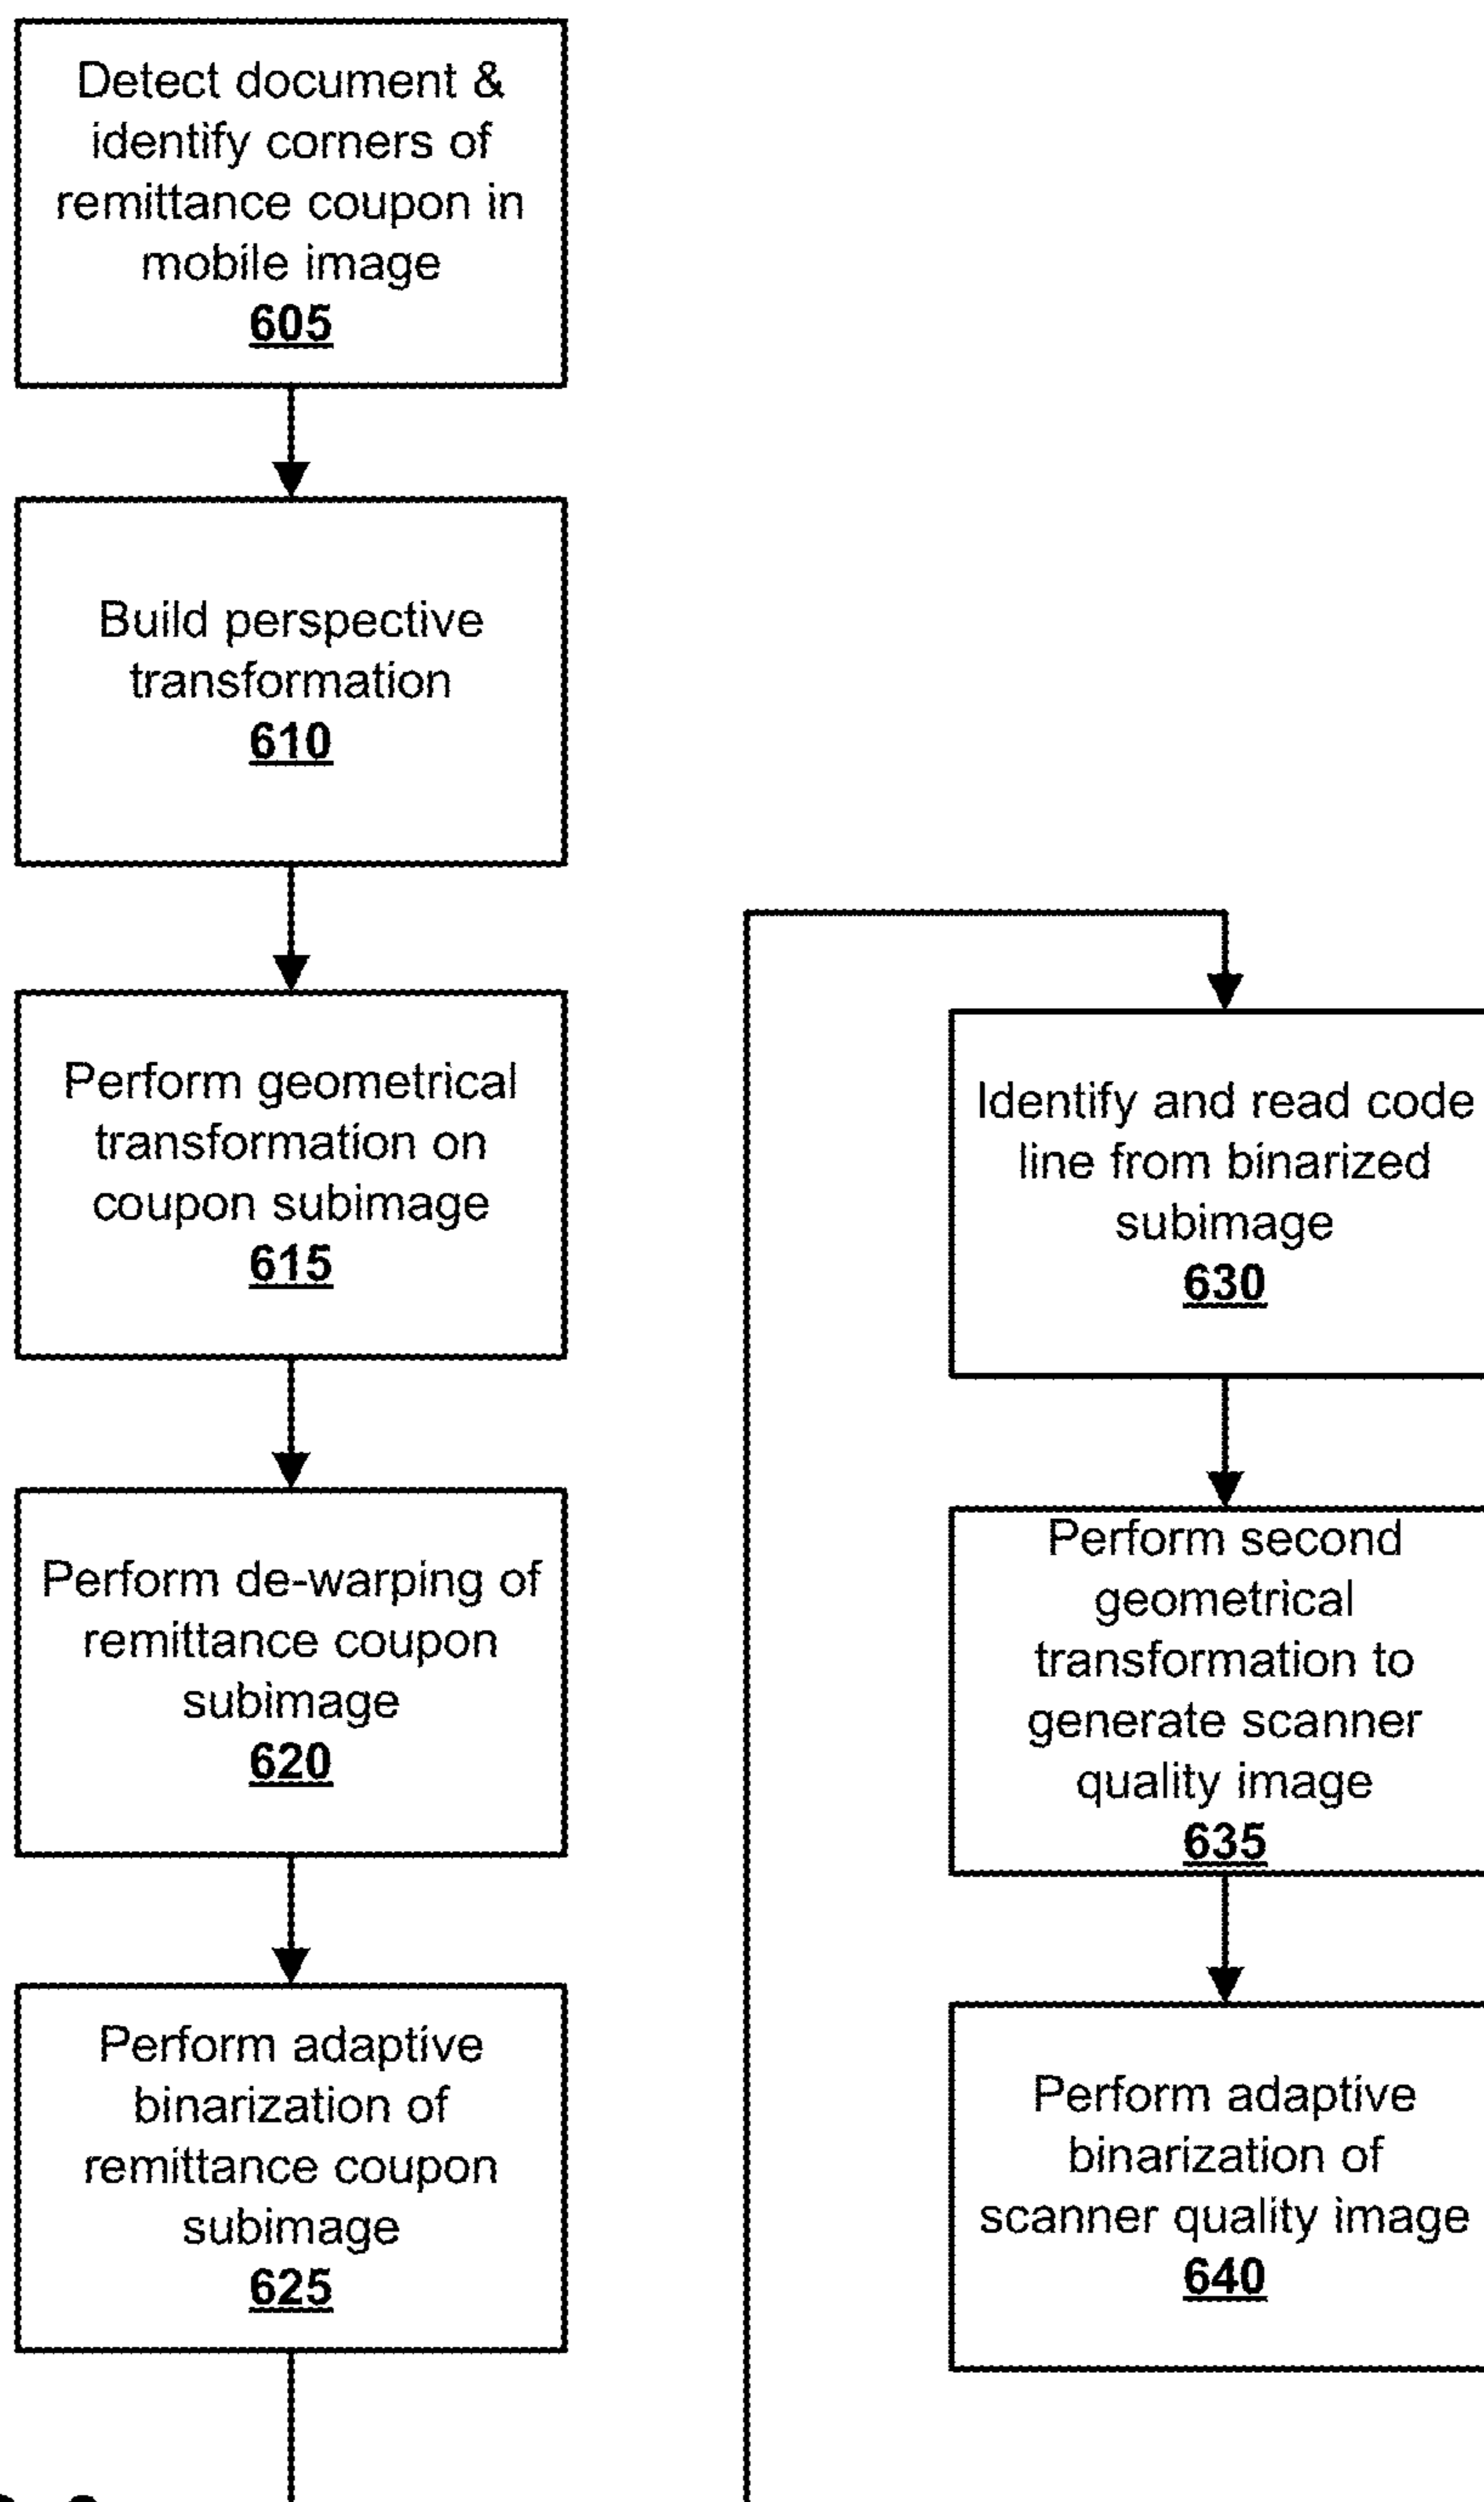 Detect document &
identify corners of
remittance coupon in
mobile image
605
Build perspective
transformation
610
Perform geometrical
transformation on
coupon subimage
615
Perform de-warping of
remittance coupon
subimage
620
Perform adaptive
binarization of
remittance coupon
subimage
625
Identify and read code
line from binarized
subimage
630
Perform second
geometrical
transformation to
generate scanner
quality image
635
Perform adaptive
binarization of
scanner quality image
640